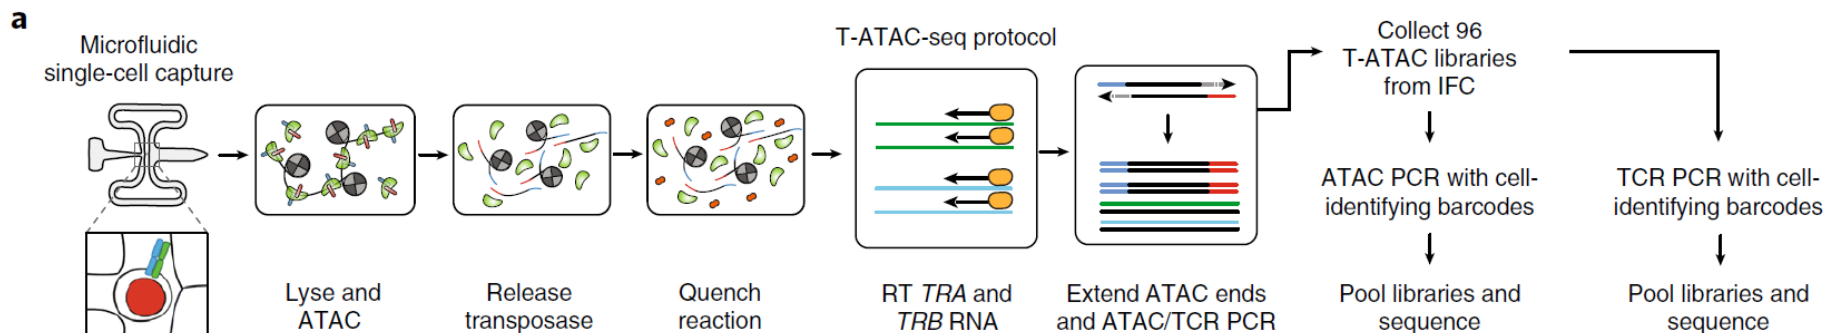 a
Microfluidic
single-cell capture
Lyse and
ATAC
Release
transposase
Quench
reaction
T-ATAC-seq protocol
RT TRA and
TRB RNA
Extend ATAC ends
and ATAC/TCR PCR
Collect 96
T-ATAC libraries
from IFC
ATAC PCR with cell-
identifying barcodes
Pool libraries and
sequence
TCR PCR with cell-
identifying barcodes
Pool libraries and
sequence